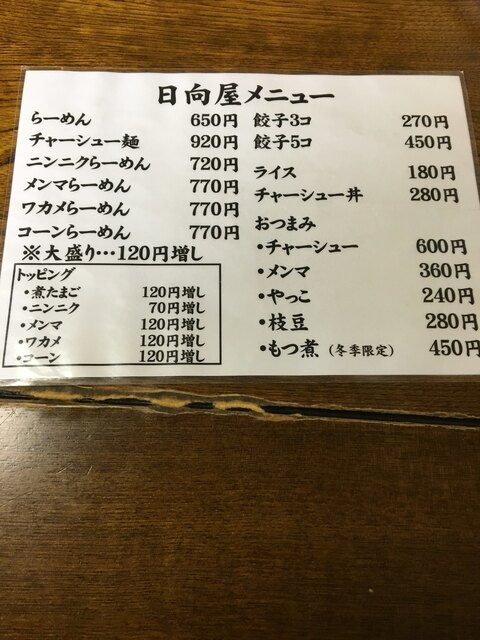 日向屋メニュー
らーめん 650円
チャーシュー麺 920円
ニンニクらーめん 720円
メンマらーめん 770円
ワカメらーめん 770円
コーンらーめん 770円
※大盛り…120円増し
トッピング
・煮たまご 120円増し
・ニンニク 70円増し
・メンマ 120円増し
・ワカメ 120円増し
・コーン 120円増し
餃子3コ 270円
餃子5コ 450円
ライス 180円
チャーシュー丼 280円
おつまみ
・チャーシュー 600円
・メンマ 360円
・やっこ 240円
・枝豆 280円
・もつ煮（冬季限定） 450円